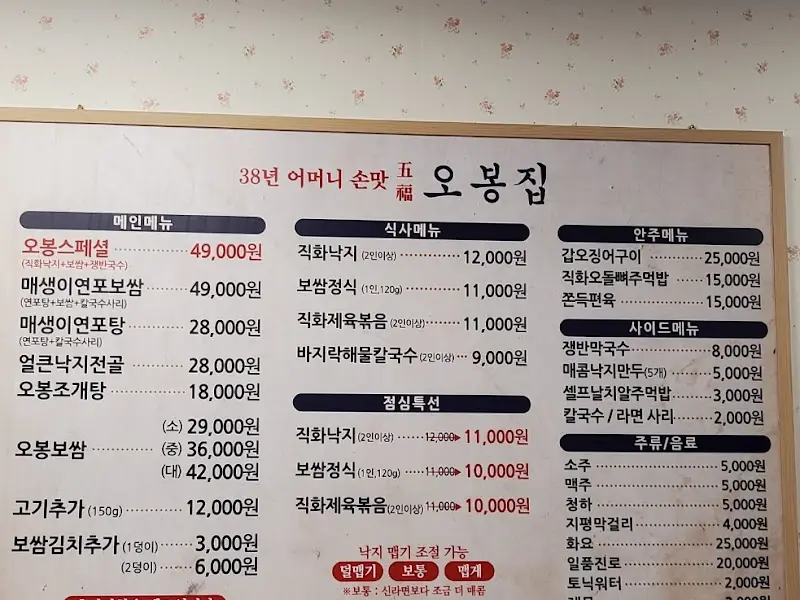 38년 어머니 손맛 五福 오봉집
메인메뉴
오봉스페셜 49,000원
(직화낙지+보쌈+쟁반국수)
매생이연포보쌈 49,000원
(연포탕+보쌈+칼국수사리)
매생이연포탕 28,000원
(연포탕+칼국수사리)
얼큰낙지전골 28,000원
오봉조개탕 18,000원
오봉보쌈 (소) 29,000원
(중) 36,000원
(대) 42,000원
고기추가 (150g) 12,000원
보쌈김치추가 (1덩이) 3,000원
(2덩이) 6,000원
식사메뉴
직화낙지 (2인이상) 12,000원
보쌈정식 (1인,120g) 11,000원
직화제육볶음 (2인이상) 11,000원
바지락해물칼국수 (2인이상) 9,000원
점심특선
직화낙지 (2인이상) 12,000▶ 11,000원
보쌈정식 (1인,120g) 11,000▶ 10,000원
직화제육볶음 (2인이상) 11,000▶ 10,000원
낙지 맵기 조절 가능
덜맵기 보통 맵게
※보통 : 신라면보다 조금 더 매콤
안주메뉴
갑오징어구이 25,000원
직화오돌뼈주먹밥 15,000원
쫀득편육 15,000원
사이드메뉴
쟁반막국수 8,000원
매콤낙지만두(5개) 5,000원
셀프날치알주먹밥 3,000원
칼국수 / 라면 사리 2,000원
주류/음료
소주 5,000원
맥주 5,000원
청하 5,000원
지평막걸리 4,000원
화요 25,000원
일품진로 20,000원
토닉워터 2,000원